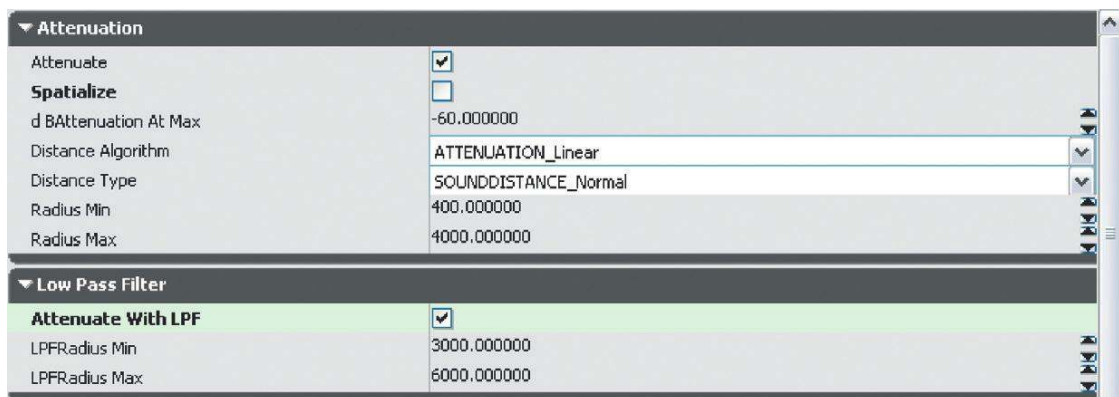 Attenuation
Attenuate
Spatialize
d BAttenuation At Max -60.000000
Distance Algorithm ATTENUATION_Linear
Distance Type SOUNDDISTANCE_Normal
Radius Min 400.000000
Radius Max 4000.000000
Low Pass Filter
Attenuate With LPF
LPFRadius Min 3000.000000
LPFRadius Max 6000.000000